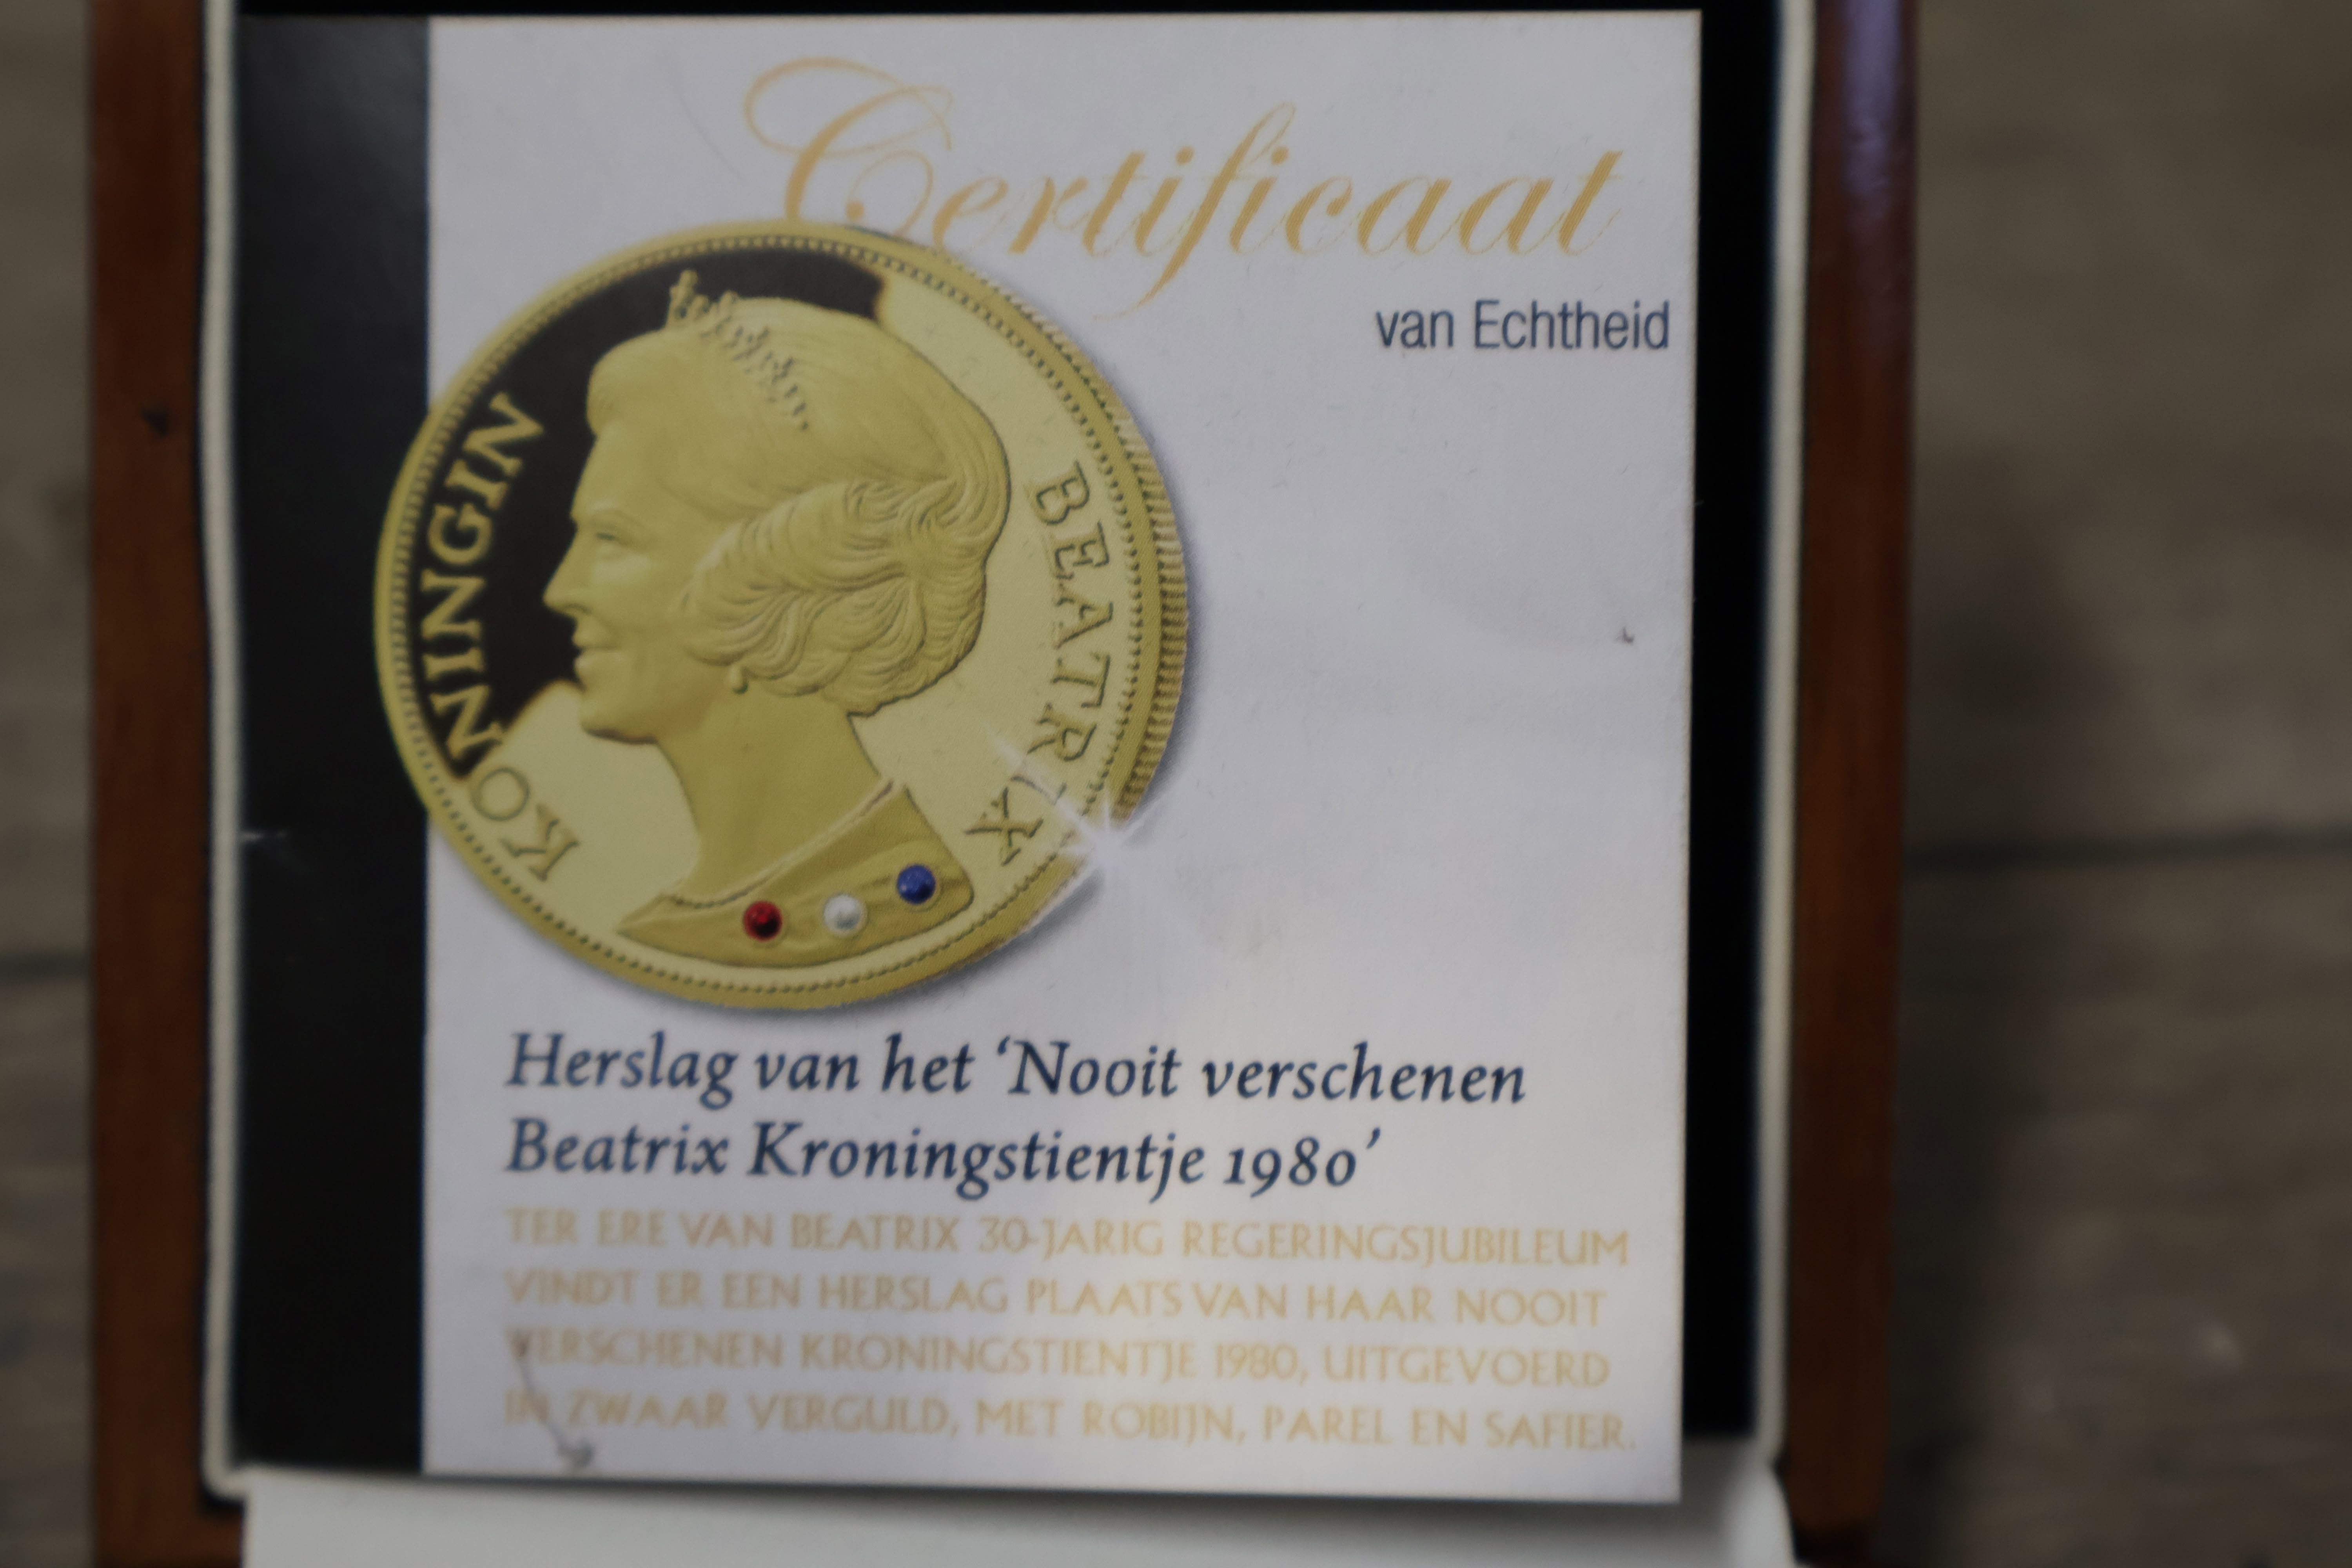 Certificaat
van Echtheid
KONINGIN BEATRIX
Herslag van het ‘Nooit verschenen
Beatrix Kroningstientje 1980’
TER ERE VAN BEATRIX 30-JARIG REGERINGSJUBILEUM
VINDT ER EEN HERSLAG PLAATS VAN HAAR NOOIT
VERSCHENEN KRONINGSTIENTJE 1980, UITGEVOERD
IN ZWAAR VERGULD, MET ROBIJN, PAREL EN SAFIER.